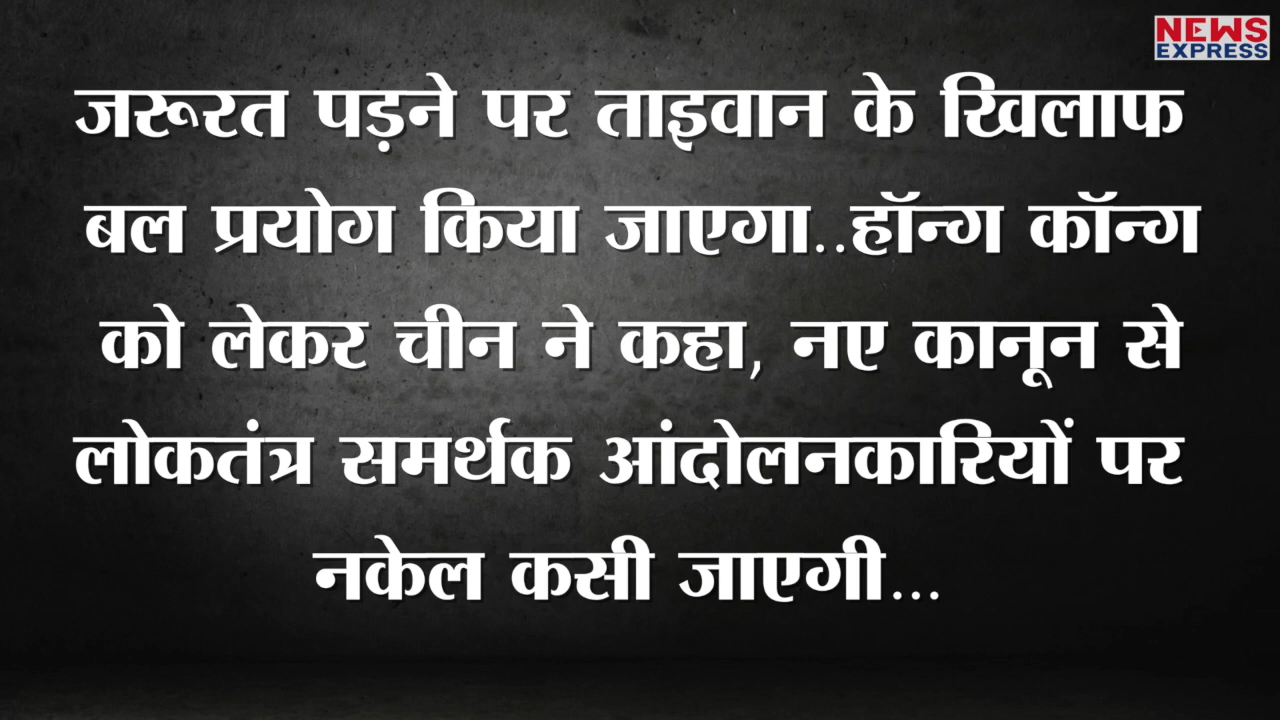 NEWS
EXPRESS
जरूरत पड़ने पर ताइवान के खिलाफ
बल प्रयोग किया जाएगा..हॉन्ग कॉन्ग
को लेकर चीन ने कहा, नए कानून से
लोकतंत्र समर्थक आंदोलनकारियों पर
नकेल कसी जाएगी...